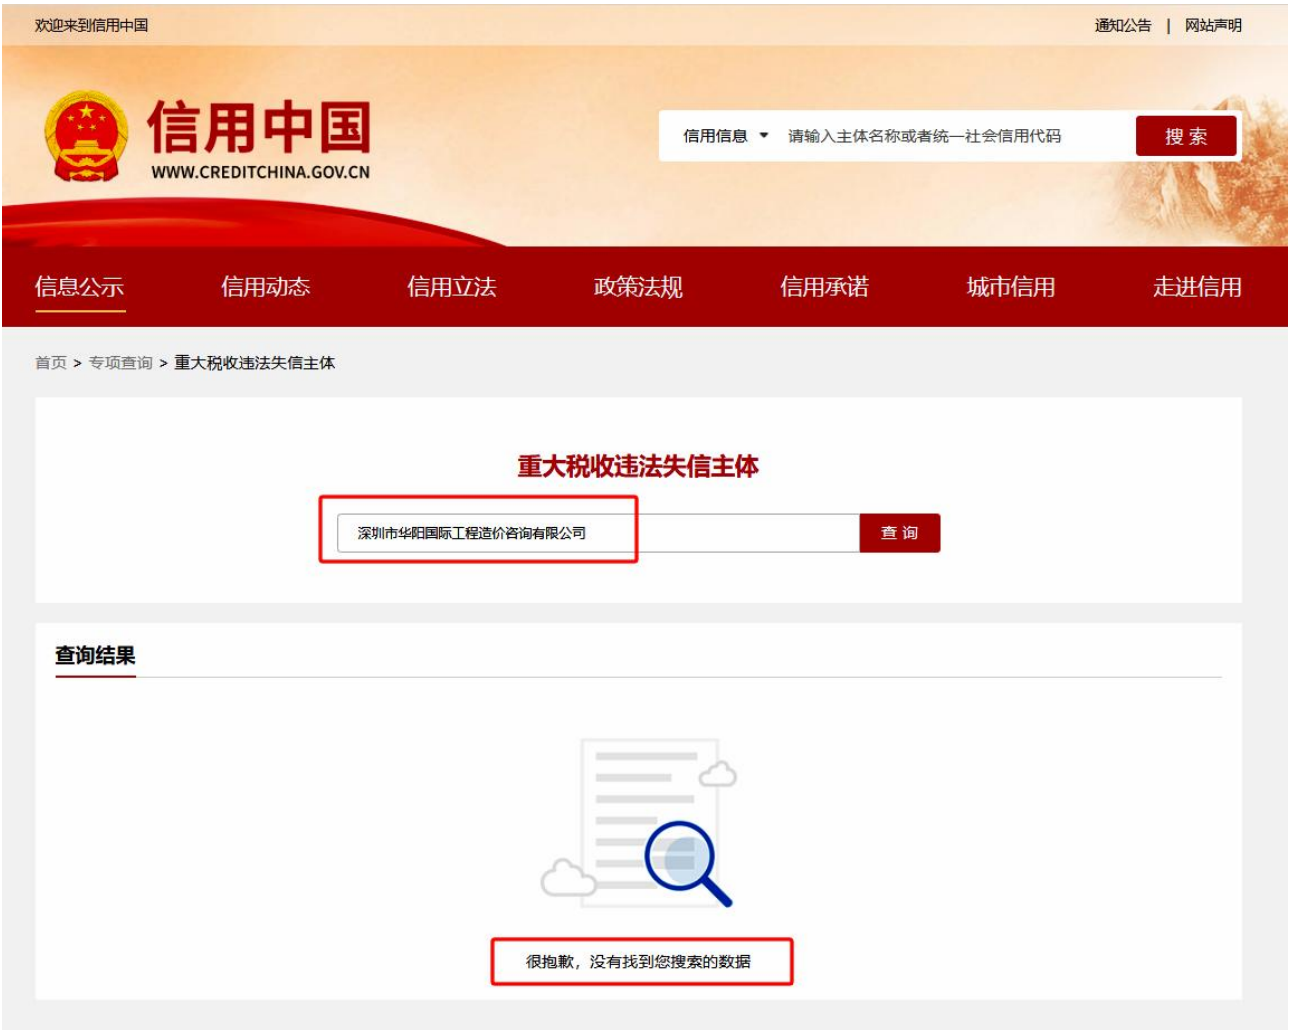 欢迎来到信用中国
通知公告 | 网站声明
信用中国
WWW.CREDITCHINA.GOV.CN
信用信息 请输入主体名称或者统一社会信用代码 搜索
信息公示 信用动态 信用立法 政策法规 信用承诺 城市信用 走进信用
首页 > 专项查询 > 重大税收违法失信主体
重大税收违法失信主体
深圳市华阳国际工程造价咨询有限公司 查询
查询结果
很抱歉，没有找到您搜索的数据